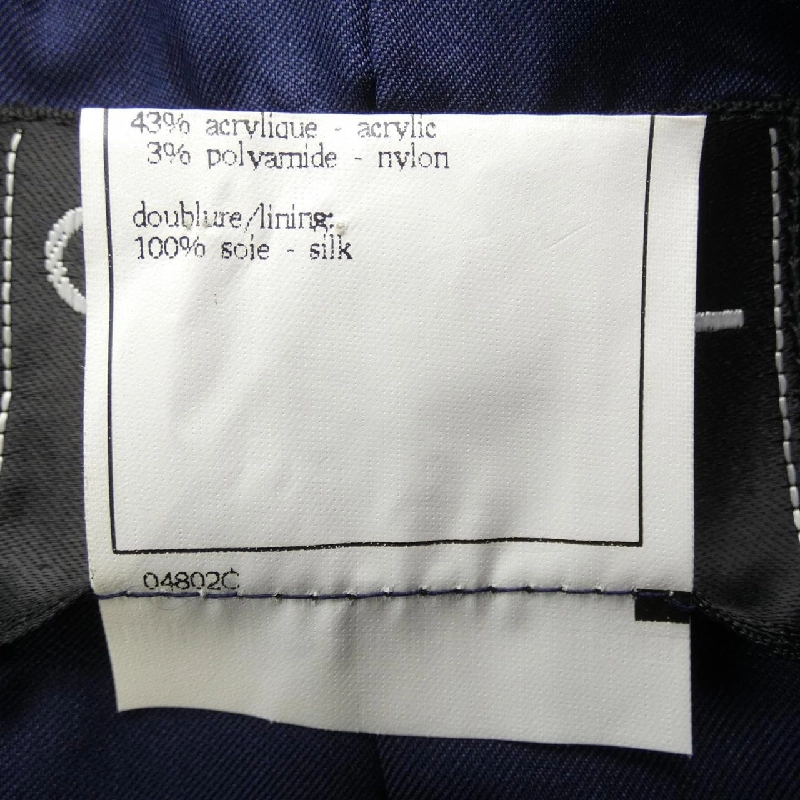 43% acrylique - acrylic
3% polyamide - nylon
doublure/lining:
100% soie - silk
04802C